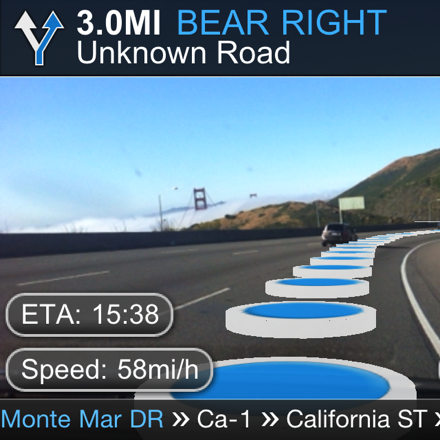 3.0MI BEAR RIGHT
Unknown Road
ETA: 15:38
Speed: 58mi/h
Monte Mar DR » Ca-1 » California ST »